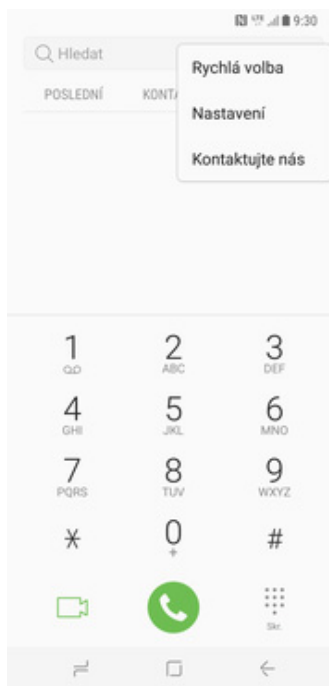 9:30
Hledat
Rychlá volba
POSLEDNÍ KONTA
Nastavení
Kontaktujte nás
1 2 3
ABC DEF
4 5 6
GHI JKL MNO
7 8 9
PQRS TUV WXYZ
* 0 #
+
Skr.